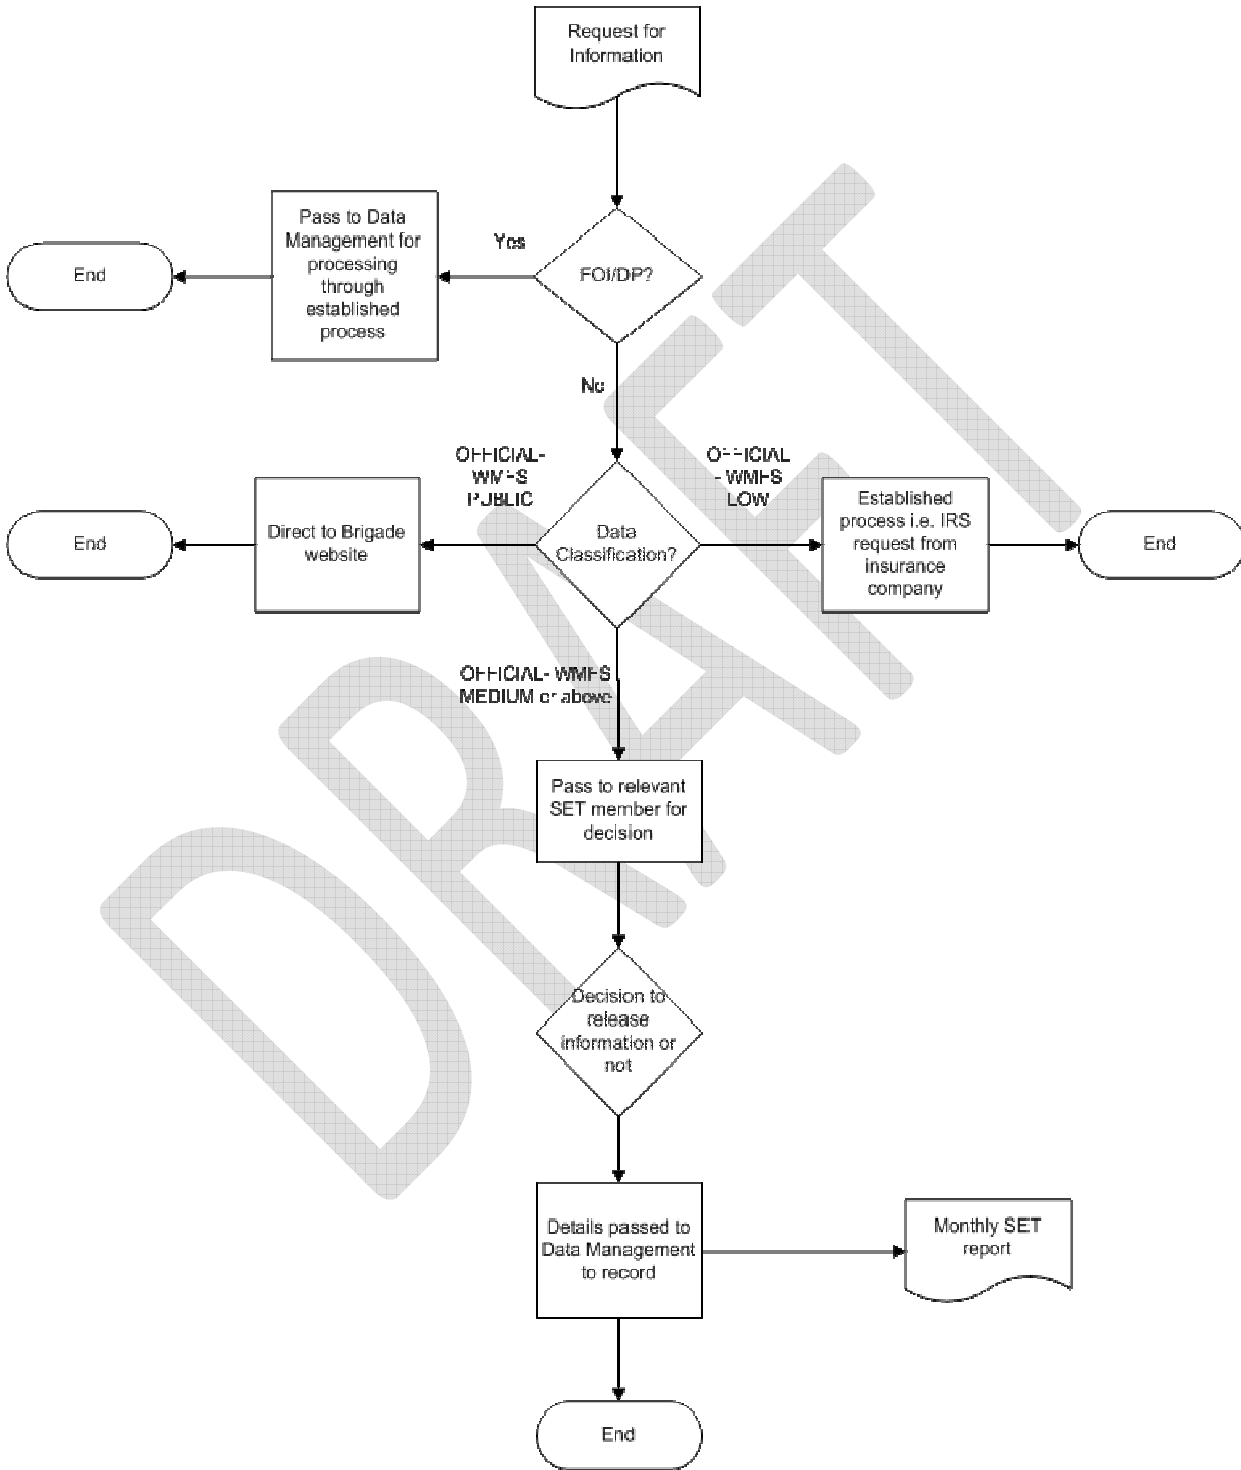 Request for
Information
Pass to Data
Management for
processing
through
established
process
Yes
FOI/DP?
End
No
OFFICIAL-
WMFS
PUBLIC
OFFICIAL
- WMFS
LOW
End
Direct to Brigade
website
Data
Classification?
Established
process i.e. IRS
request from
insurance
company
End
OFFICIAL- WMFS
MEDIUM or above
Pass to relevant
SET member for
decision
Decision to
release
information or
not
Details passed to
Data Management
to record
Monthly SET
report
End
DRAFT